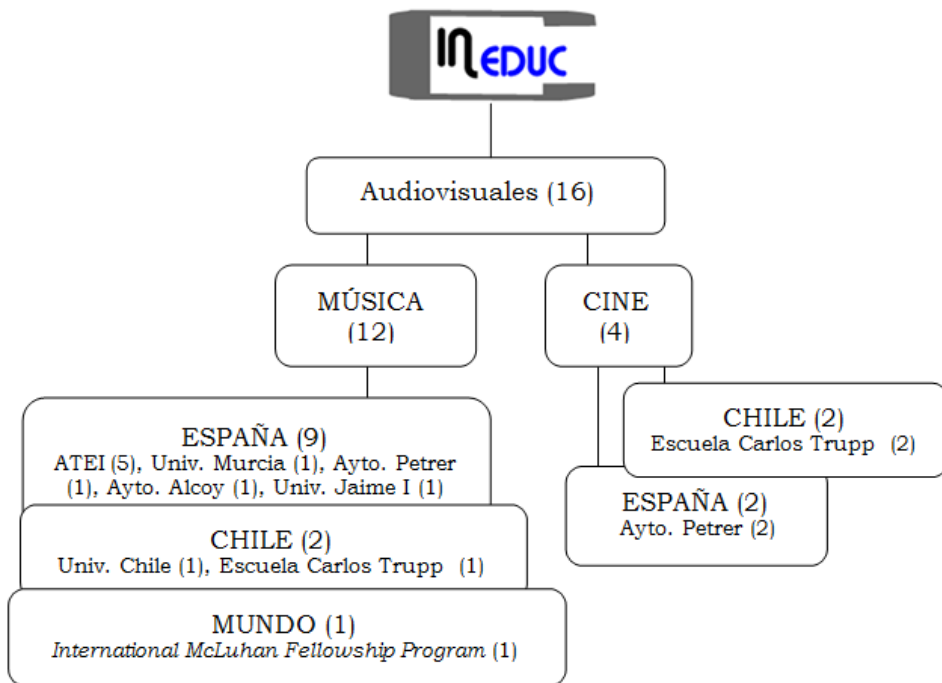 INEDUC
Audiovisuales (16)
MÚSICA
(12)
CINE
(4)
ESPAÑA (9)
ATEI (5), Univ. Murcia (1), Ayto. Petrer
(1), Ayto. Alcoy (1), Univ. Jaime I (1)
CHILE (2)
Univ. Chile (1), Escuela Carlos Trupp (1)
MUNDO (1)
International McLuhan Fellowship Program (1)
CHILE (2)
Escuela Carlos Trupp (2)
ESPAÑA (2)
Ayto. Petrer (2)